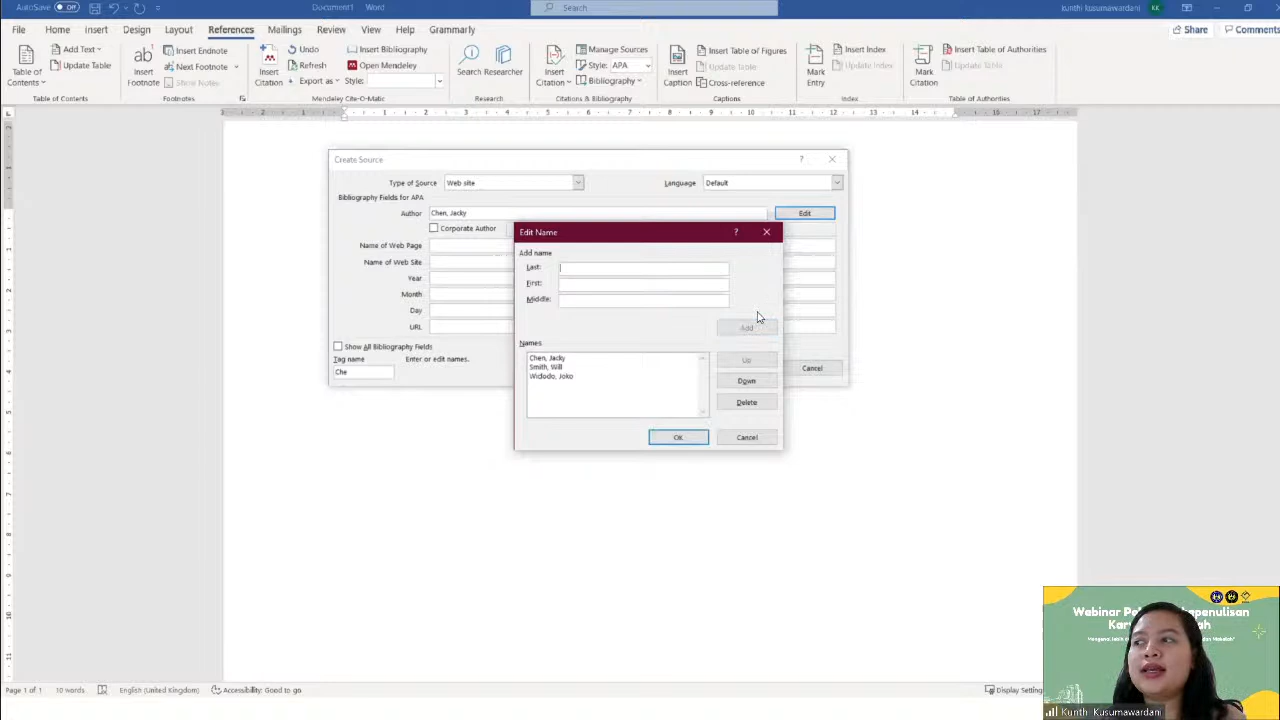 AutoSave Off Document1 - Word Search kunthi kusumawardani KK
File Home Insert Design Layout References Mailings Review View Help Grammarly Share Comments
Table of Contents
Add Text
Update Table
Table of Contents
Insert Footnote
Insert Endnote
Next Footnote
Show Notes
Footnotes
Insert Citation
Undo
Refresh
Export as
Insert Bibliography
Open Mendeley
Style:
Mendeley Cite-O-Matic
Search Researcher
Research
Insert Citation
Manage Sources
Style: APA
Bibliography
Citations & Bibliography
Insert Caption
Insert Table of Figures
Update Table
Cross-reference
Captions
Mark Entry
Insert Index
Update Index
Index
Mark Citation
Insert Table of Authorities
Update Table
Table of Authorities
Create Source ?
Type of Source Web site Language Default
Bibliography Fields for APA
Author Chen, Jacky Edit
Corporate Author
Name of Web Page
Name of Web Site
Year
Month
Day
URL
Show All Bibliography Fields
Tag name Enter or edit names.
Che Cancel
Edit Name ?
Add name
Last:
First:
Middle:
Add
Names
Chen, Jacky
Smith, Will
Widodo, Joko
Up
Down
Delete
OK Cancel
Page 1 of 1 10 words English (United Kingdom) Accessibility: Good to go Display Settings
Kunthi Kusumawardani